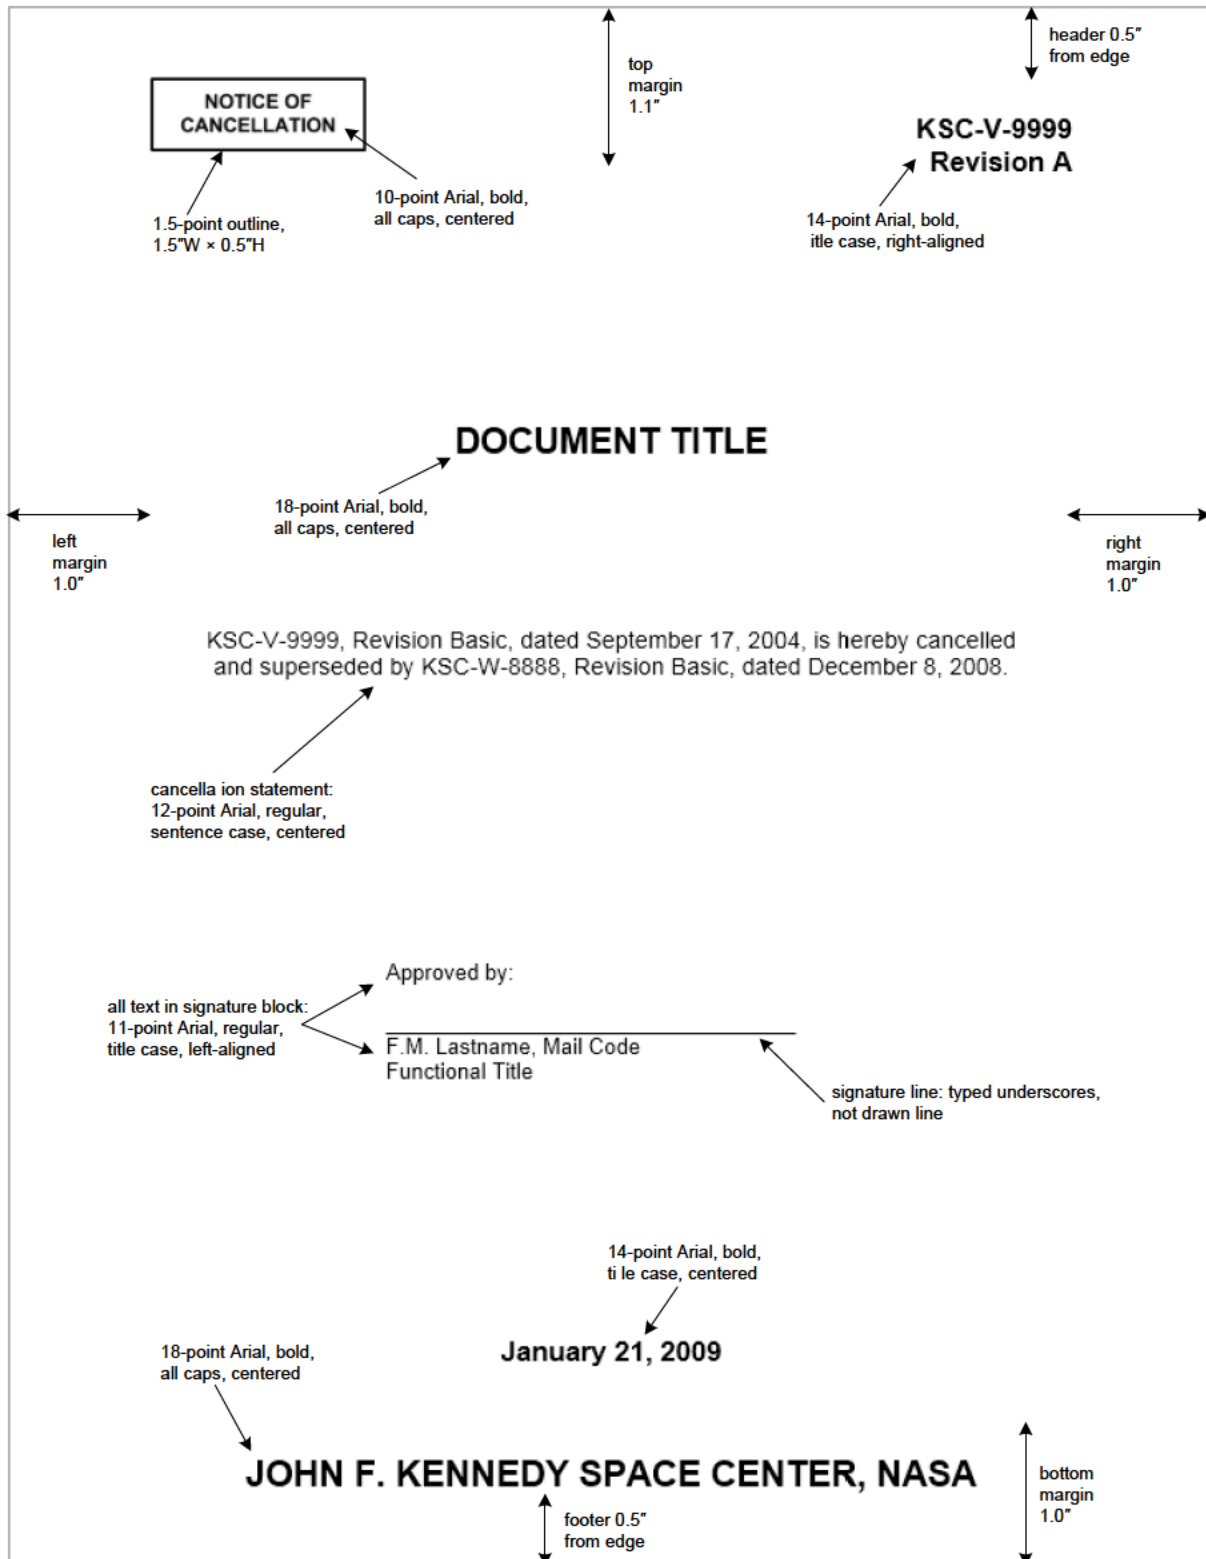 header 0.5″
from edge
top
margin
1.1″
NOTICE OF
CANCELLATION
KSC-V-9999
Revision A
10-point Arial, bold,
all caps, centered
1.5-point outline,
1.5″W × 0.5″H
14-point Arial, bold,
itle case, right-aligned
DOCUMENT TITLE
18-point Arial, bold,
all caps, centered
left
margin
1.0″
right
margin
1.0″
KSC-V-9999, Revision Basic, dated September 17, 2004, is hereby cancelled
and superseded by KSC-W-8888, Revision Basic, dated December 8, 2008.
cancella ion statement:
12-point Arial, regular,
sentence case, centered
Approved by:
all text in signature block:
11-point Arial, regular,
title case, left-aligned
F.M. Lastname, Mail Code
Functional Title
signature line: typed underscores,
not drawn line
14-point Arial, bold,
ti le case, centered
January 21, 2009
18-point Arial, bold,
all caps, centered
JOHN F. KENNEDY SPACE CENTER, NASA
bottom
margin
1.0″
footer 0.5″
from edge